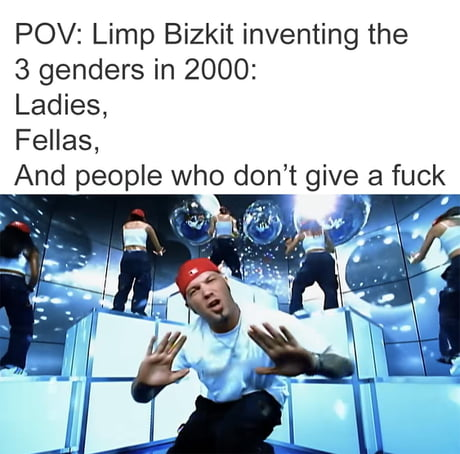 POV: Limp Bizkit inventing the
3 genders in 2000:
Ladies,
Fellas,
And people who don’t give a fuck